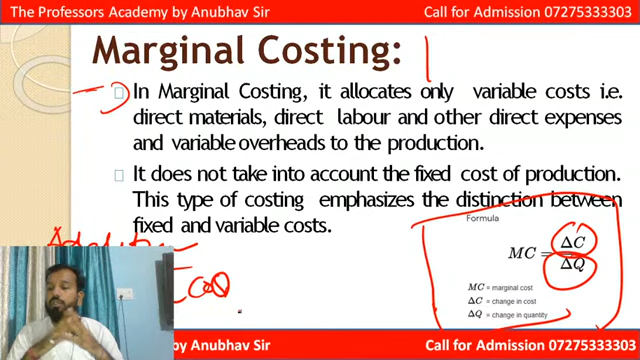 The Professors Academy by Anubhav Sir Call for Admission 07275333303
Marginal Costing:
In Marginal Costing, it allocates only variable costs i.e.
direct materials, direct labour and other direct expenses
and variable overheads to the production.
It does not take into account the fixed cost of production.
This type of costing emphasizes the distinction between
fixed and variable costs.
Formula
MC = ΔC / ΔQ
MC = marginal cost
ΔC = change in cost
ΔQ = change in quantity
by Anubhav Sir Call for Admission 07275333303